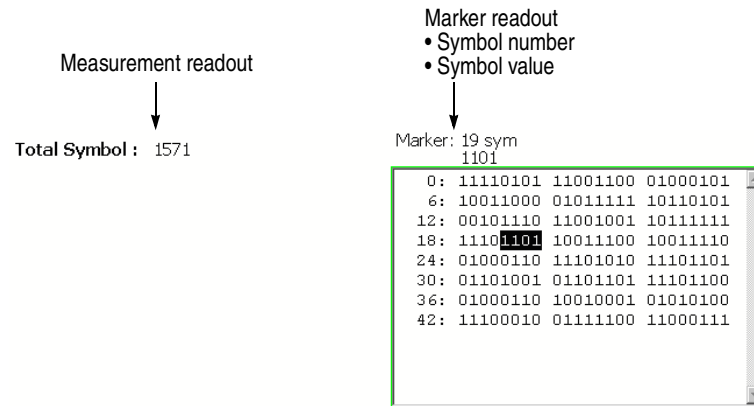 Marker readout
• Symbol number
• Symbol value
Measurement readout
Total Symbol : 1571
Marker: 19 sym
1101
0: 11110101 11001100 01000101
6: 10011000 01011111 10110101
12: 00101110 11001001 10111111
18: 11101101 10011100 10011110
24: 01000110 11101010 11101101
30: 01101001 01101101 11101100
36: 01000110 10010001 01010100
42: 11100010 01111100 11000111